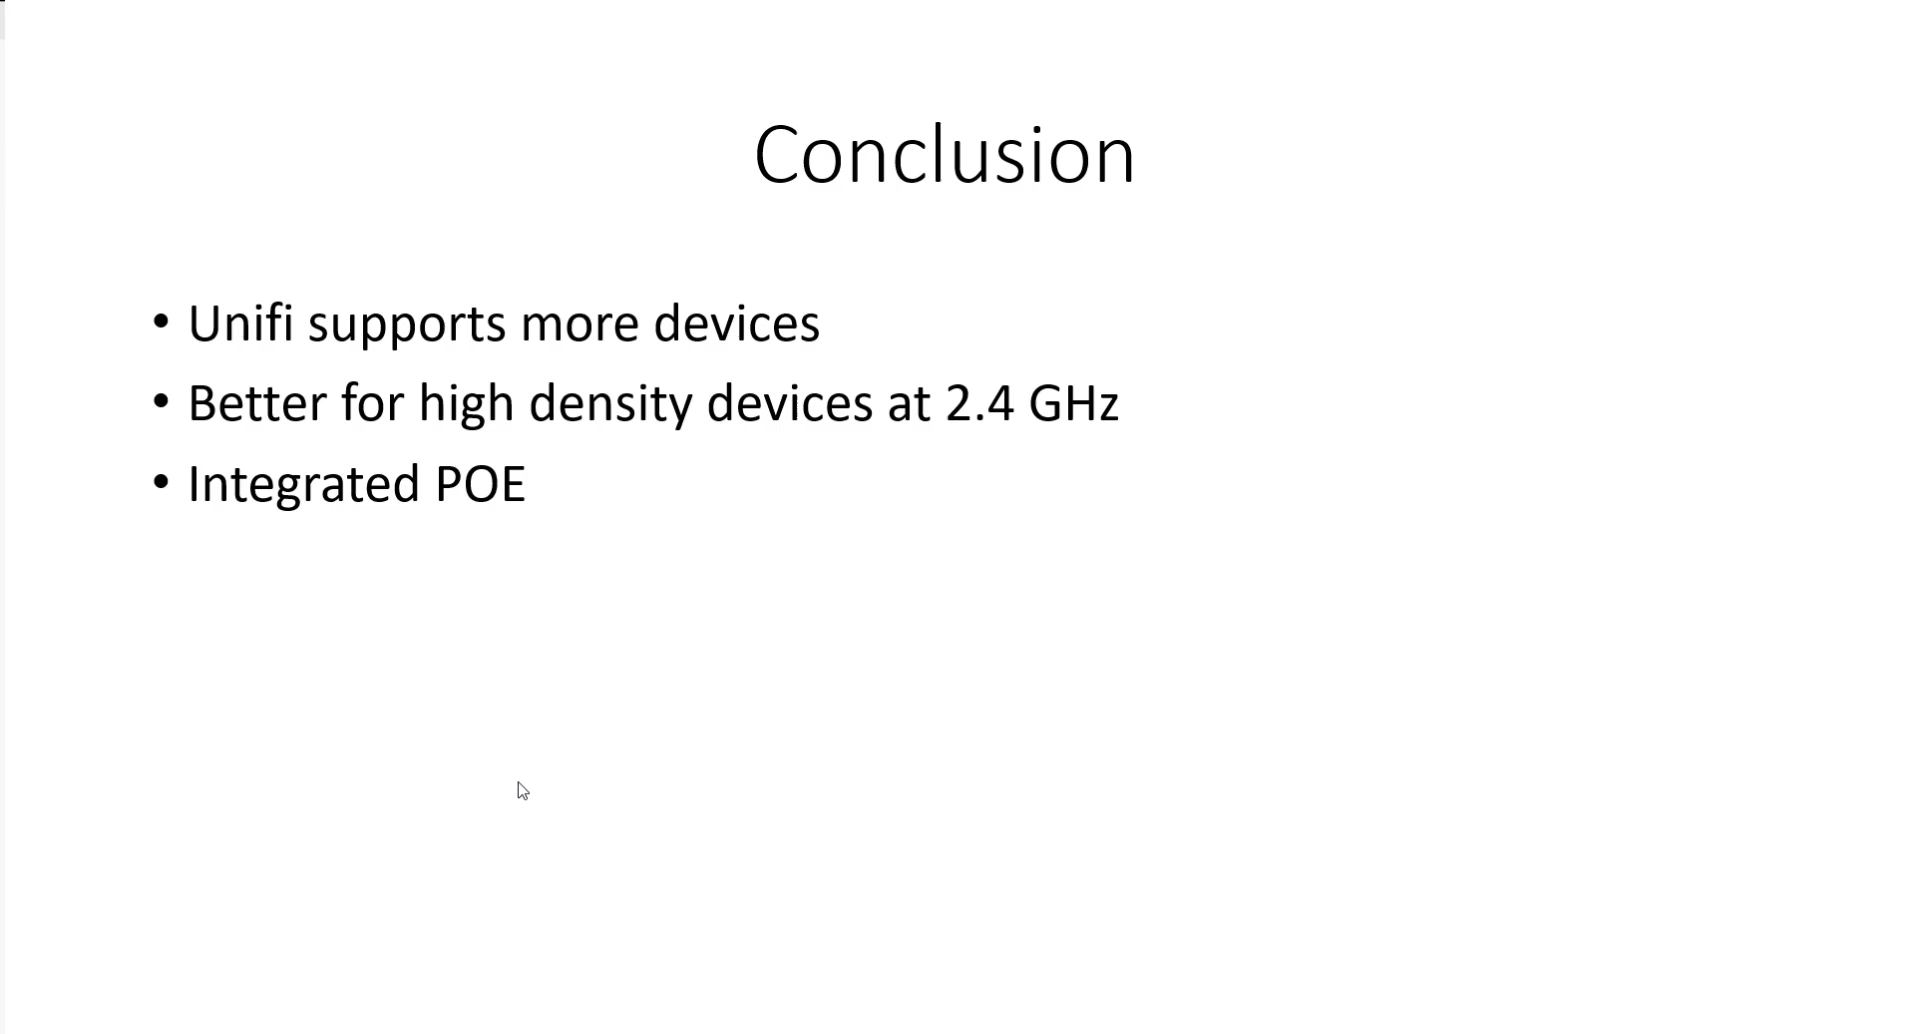 Conclusion
• Unifi supports more devices
• Better for high density devices at 2.4 GHz
• Integrated POE